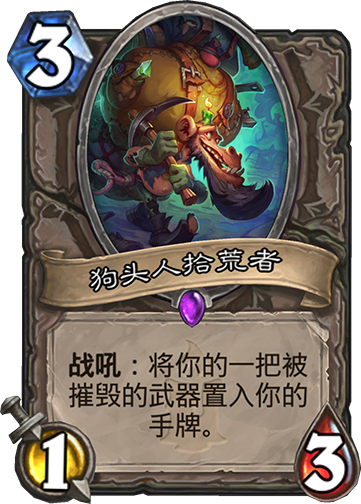 3
狗头人拾荒者
战吼：将你的一把被
摧毁的武器置入你的
手牌。
1
3